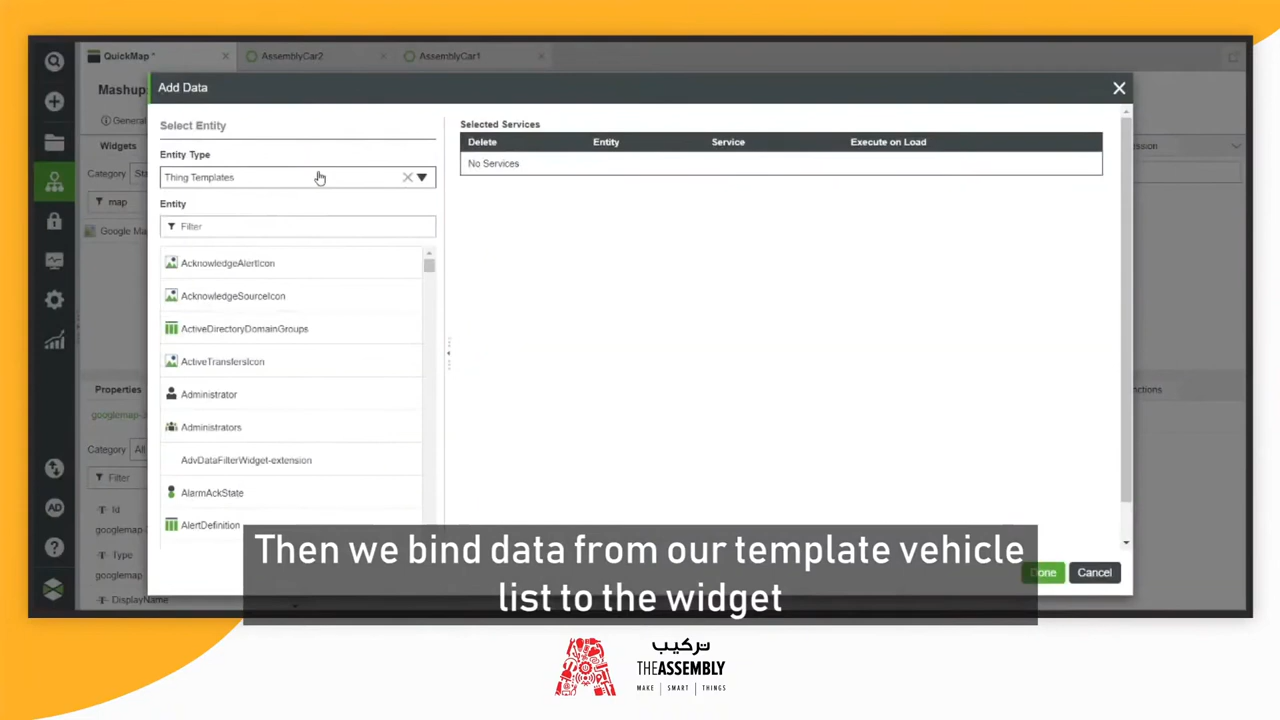 QuickMap *
AssemblyCar2
AssemblyCar1
Mashup:
Add Data
General
Widgets
Category
map
Google Ma
Select Entity
Entity Type
Thing Templates
Entity
Filter
AcknowledgeAlertIcon
AcknowledgeSourceIcon
ActiveDirectoryDomainGroups
ActiveTransfersIcon
Administrator
Administrators
AdvDataFilterWidget-extension
AlarmAckState
AlertDefinition
Selected Services
Delete Entity Service Execute on Load
No Services
Done Cancel
Properties
Category All
Filter
Id
Type
googlemap
DisplayName
AD
Then we bind data from our template vehicle
list to the widget
تركيب
THEASSEMBLY
MAKE | SMART | THINGS